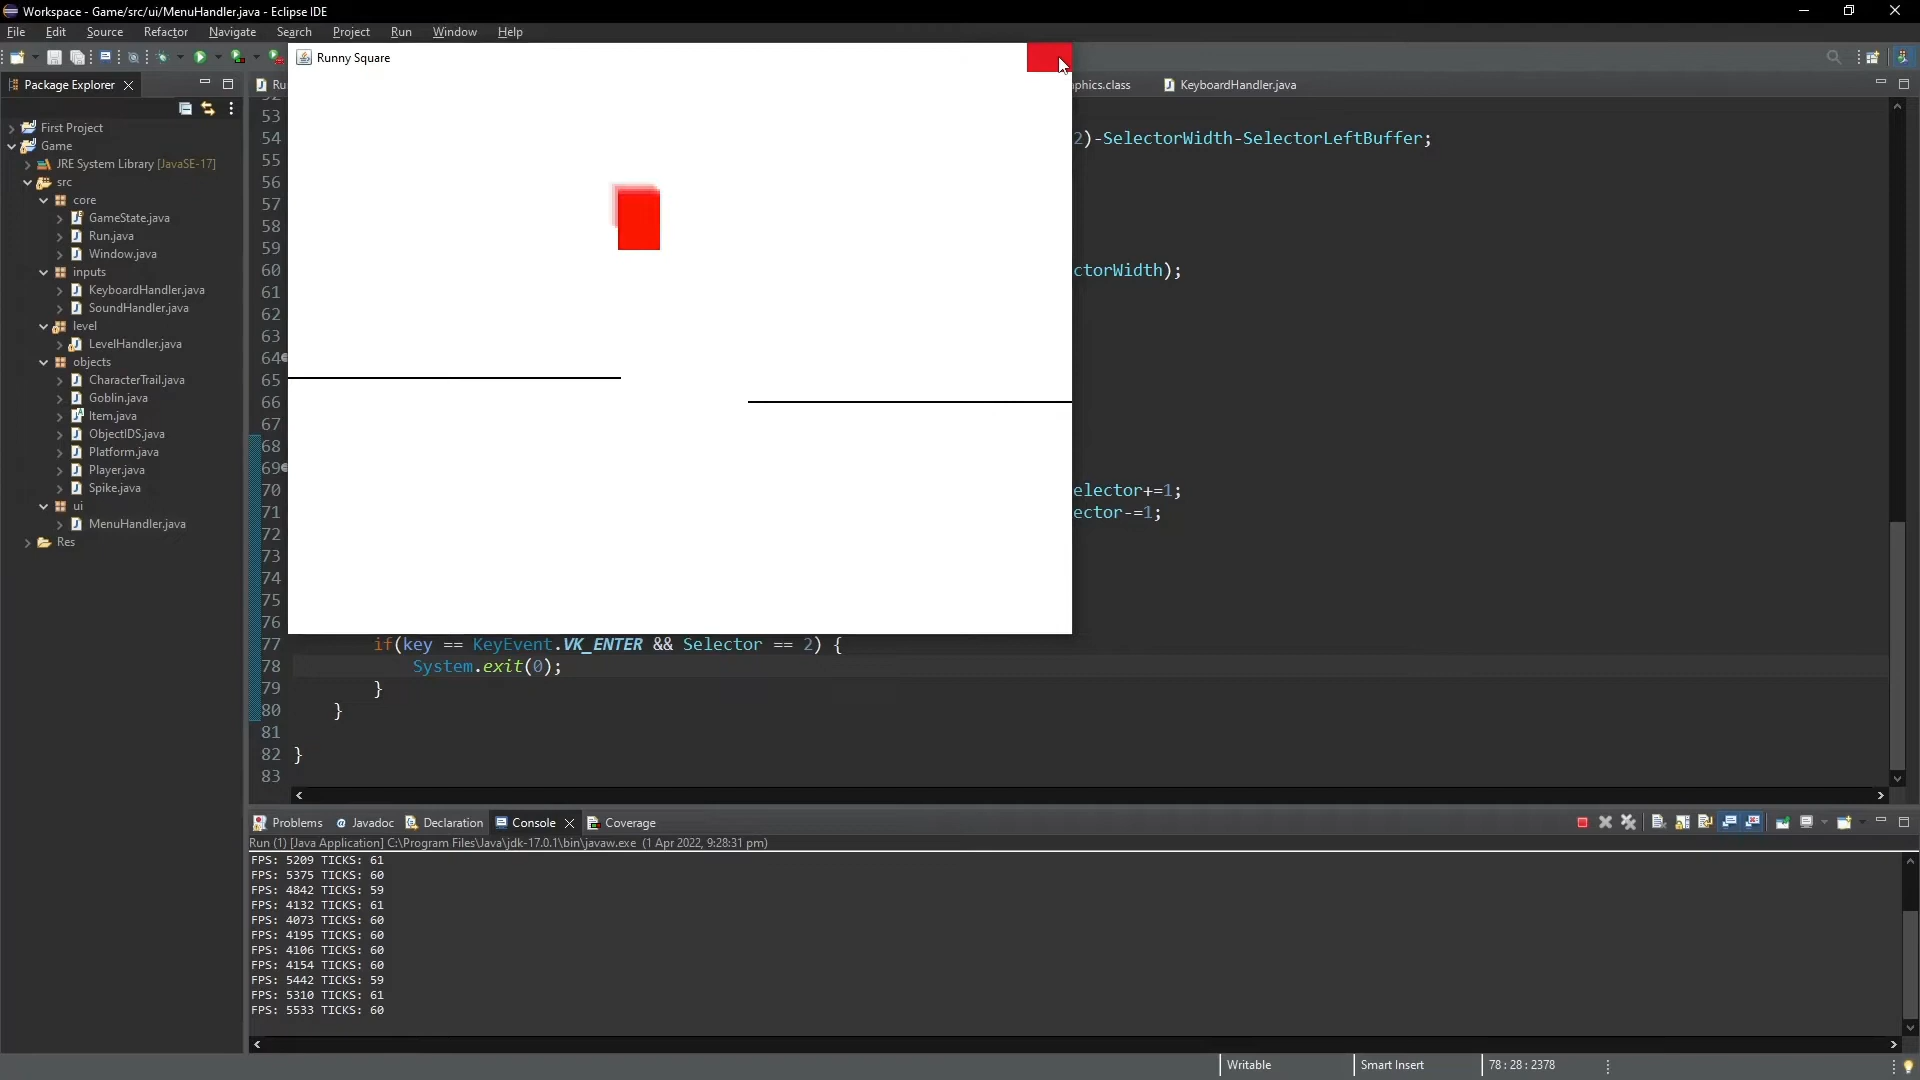 Workspace - Game/src/ui/MenuHandler.java - Eclipse IDE
File Edit Source Refactor Navigate Search Project Run Window Help
Runny Square
Package Explorer
Ru
phics.class
KeyboardHandler.java
First Project
Game
JRE System Library [JavaSE-17]
src
core
GameState.java
Run.java
Window.java
inputs
KeyboardHandler.java
SoundHandler.java
level
LevelHandler.java
objects
CharacterTrail.java
Goblin.java
Item.java
ObjectIDS.java
Platform.java
Player.java
Spike.java
ui
MenuHandler.java
Res
53
54 2)-SelectorWidth-SelectorLeftBuffer;
55
56
57
58
59
60 ctorWidth);
61
62
63
64
65
66
67
68
69
70 elector+=1;
71 ector-=1;
72
73
74
75
76
77 if(key == KeyEvent.VK_ENTER && Selector == 2) {
78 System.exit(0);
79 }
80 }
81
82 }
83
Problems Javadoc Declaration Console Coverage
Run (1) [Java Application] C:\Program Files\Java\jdk-17.0.1\bin\javaw.exe (1 Apr 2022, 9:28:31 pm)
FPS: 5209 TICKS: 61
FPS: 5375 TICKS: 60
FPS: 4842 TICKS: 59
FPS: 4132 TICKS: 61
FPS: 4073 TICKS: 60
FPS: 4195 TICKS: 60
FPS: 4106 TICKS: 60
FPS: 4154 TICKS: 60
FPS: 5442 TICKS: 59
FPS: 5310 TICKS: 61
FPS: 5533 TICKS: 60
Writable Smart Insert 78 : 28 : 2378